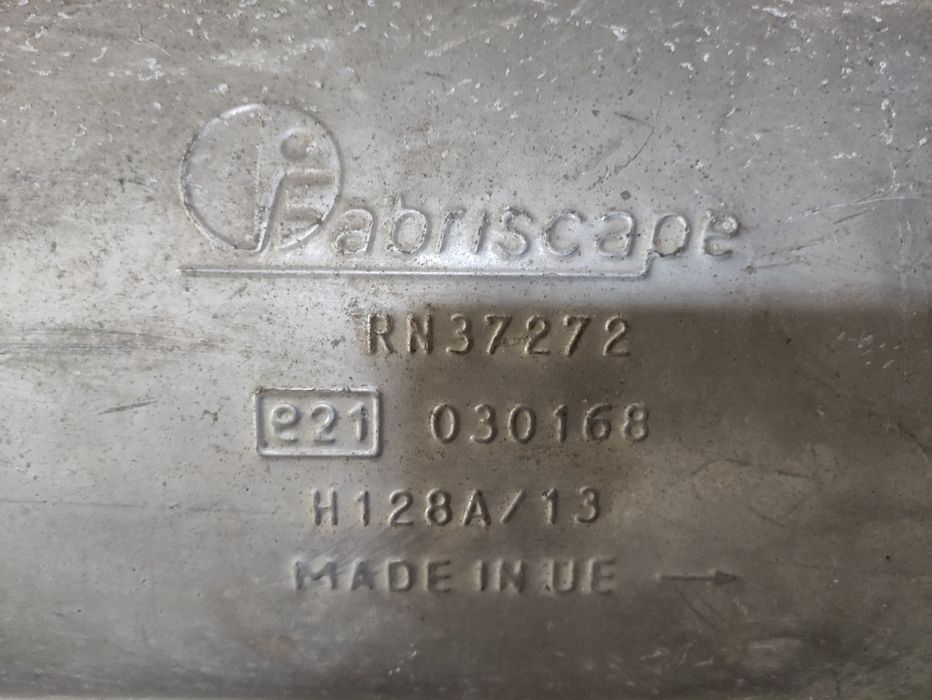 Fabriscape
RN37272
e21 030168
H128A/13
MADE IN UE